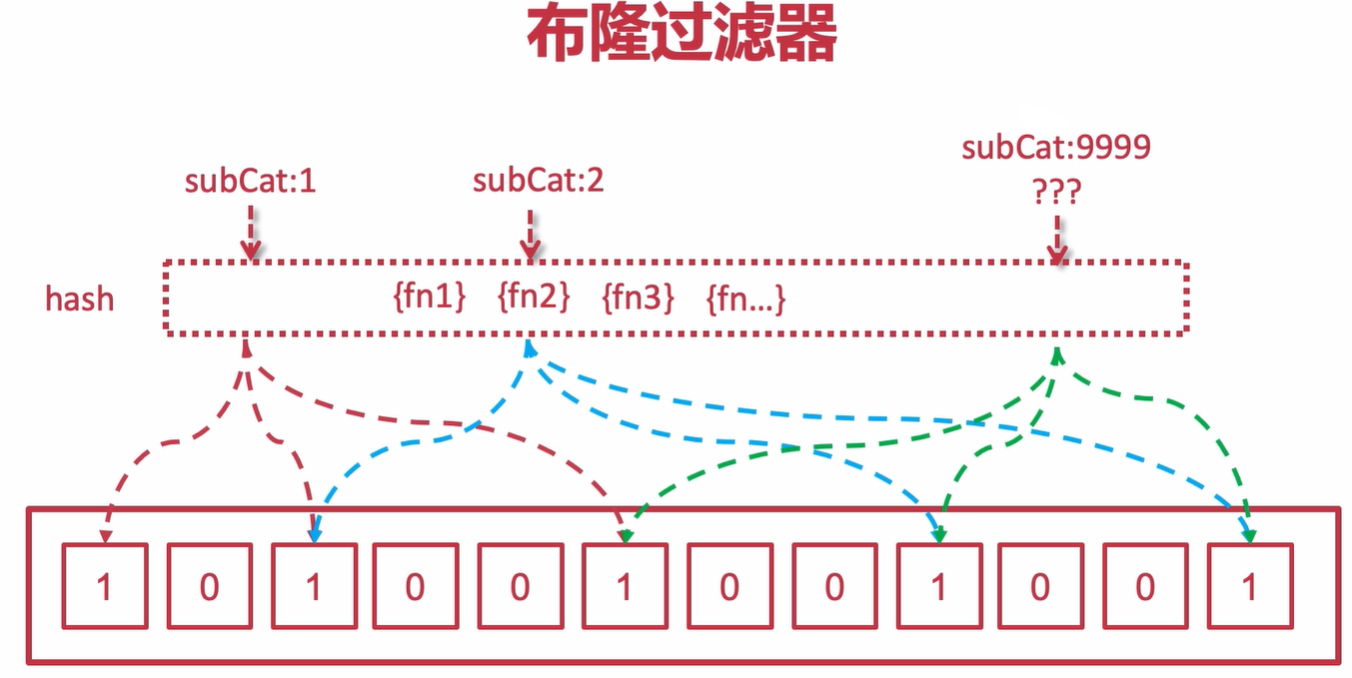 布隆过滤器
subCat:1
subCat:2
subCat:9999
???
hash
{fn1} {fn2} {fn3} {fn...}
1 0 1 0 0 1 0 0 1 0 0 1